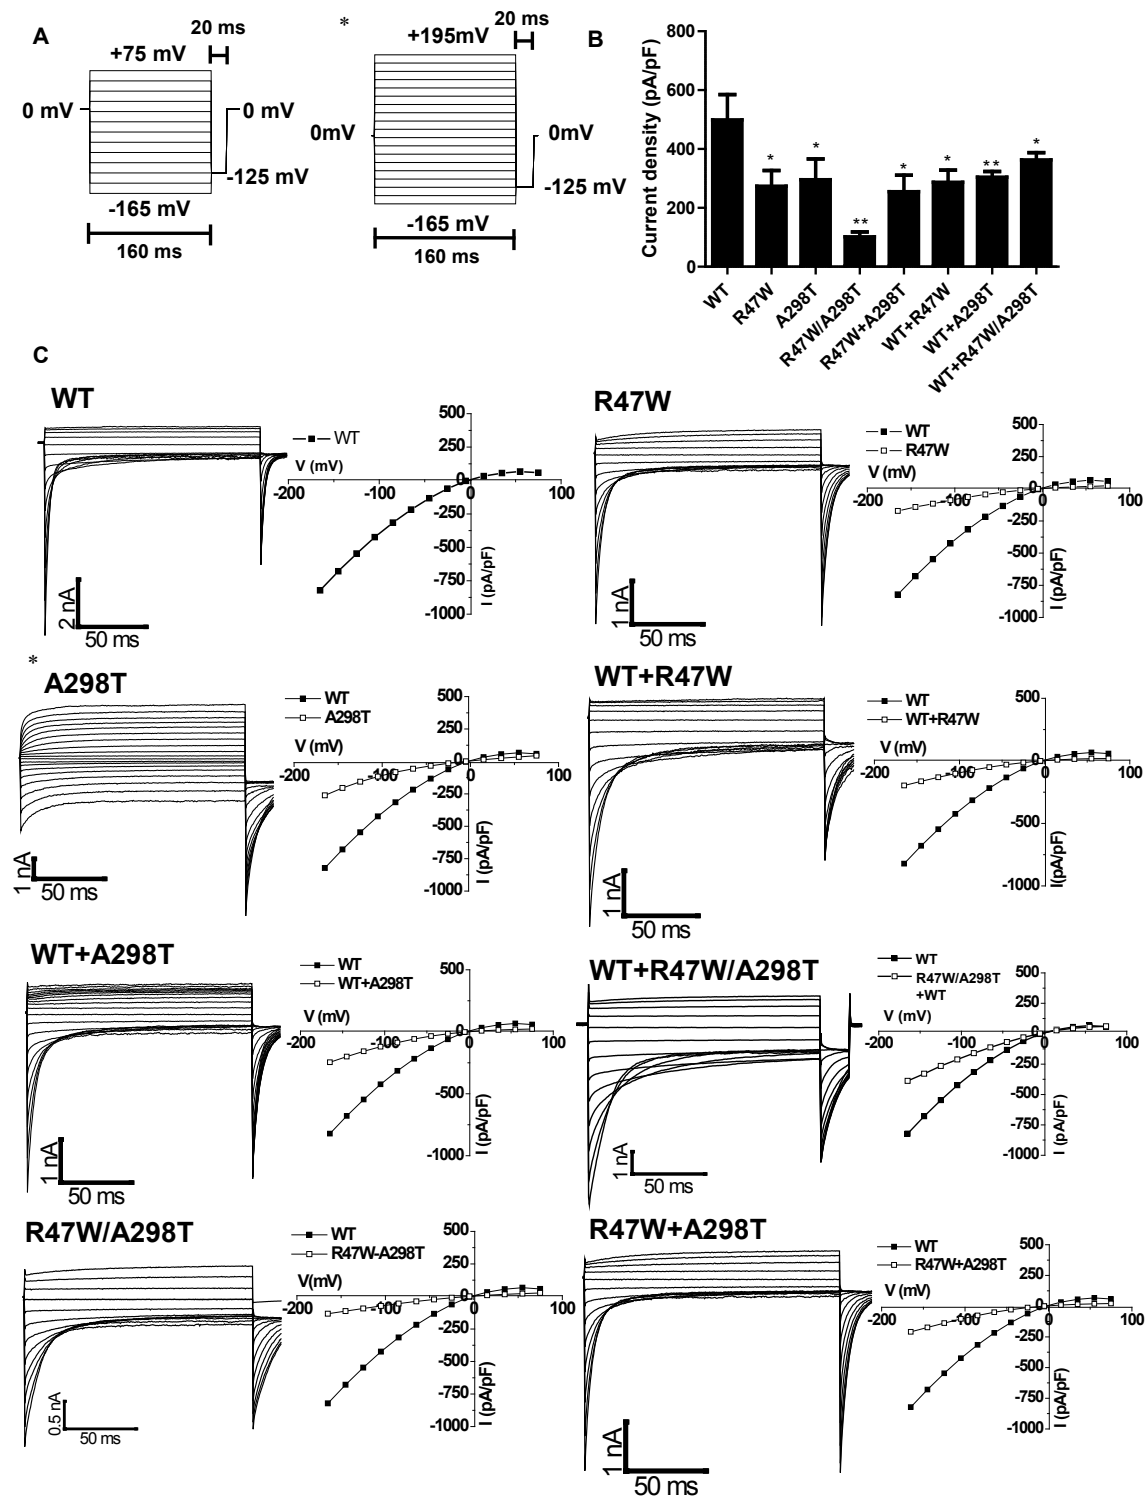 A
+75 mV
20 ms
0 mV
0 mV
-125 mV
-165 mV
160 ms
*
+195mV
20 ms
0mV
0mV
-125 mV
-165 mV
160 ms
B
Current density (pA/pF)
800
600
400
200
0
*
*
**
*
*
**
*
WT
R47W
A298T
R47W/A298T
R47W+A298T
WT+R47W
WT+A298T
WT+R47W/A298T
C
WT
WT
V (mV)
500
250
0
-250
-500
-750
-1000
-200
-100
0
100
I (pA/pF)
2 nA
50 ms
R47W
WT
R47W
V (mV)
500
250
0
-250
-500
-750
-1000
-200
-100
0
100
I (pA/pF)
1 nA
50 ms
*
A298T
WT
A298T
V (mV)
500
250
0
-250
-500
-750
-1000
-200
-100
0
100
I (pA/pF)
1 nA
50 ms
WT+R47W
WT
WT+R47W
V (mV)
500
250
0
-500
-1000
-200
-100
0
100
I(pA/pF)
1 nA
50 ms
WT+A298T
WT
WT+A298T
V (mV)
500
0
-500
-1000
-200
-100
0
100
I (pA/pF)
1 nA
50 ms
WT+R47W/A298T
WT
R47W/A298T
+WT
V (mV)
500
250
0
-250
-500
-750
-1000
-200
-100
0
100
I (pA/pF)
1 nA
50 ms
R47W/A298T
WT
R47W-A298T
V(mV)
500
250
0
-250
-500
-750
-1000
-200
-100
0
100
I (pA/pF)
0.5 nA
50 ms
R47W+A298T
WT
R47W+A298T
V (mV)
500
250
0
-250
-500
-750
-1000
-200
-100
0
100
I (pA/pF)
1 nA
50 ms